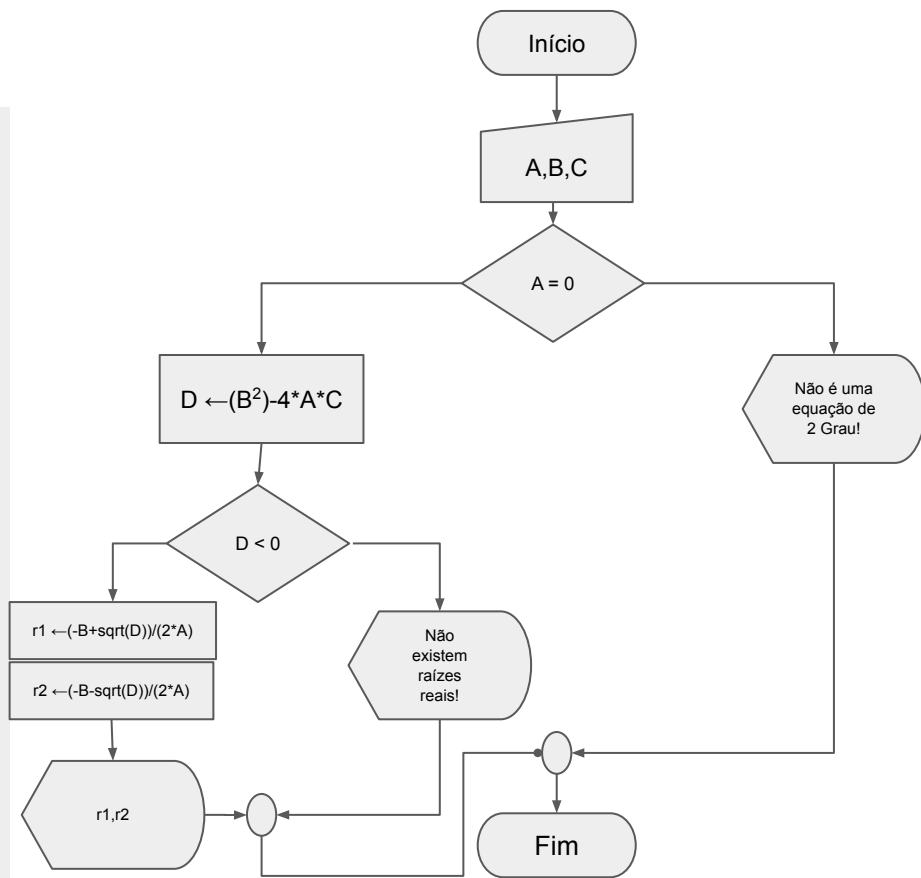 Início
A,B,C
A = 0
D ←(B²)-4*A*C
Não é uma
equação de
2 Grau!
D < 0
r1 ←(-B+sqrt(D))/(2*A)
r2 ←(-B-sqrt(D))/(2*A)
Não
existem
raízes
reais!
r1,r2
Fim